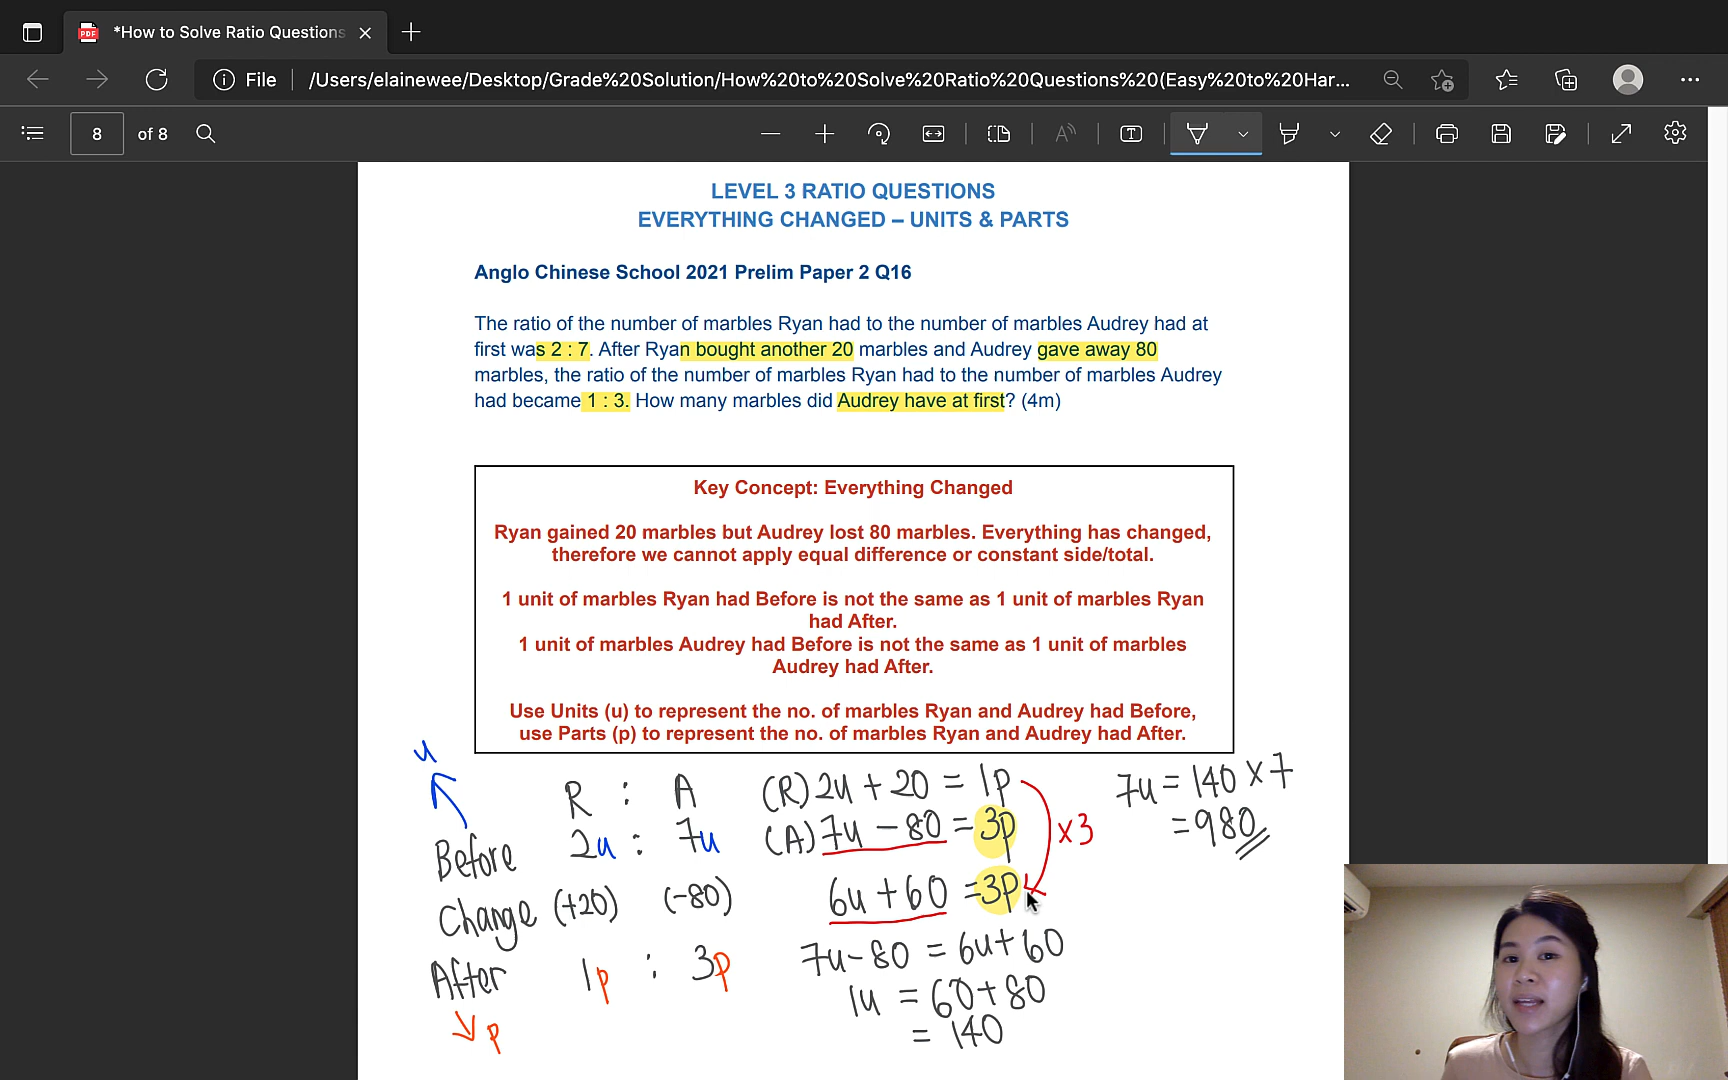 *How to Solve Ratio Questions
File /Users/elainewee/Desktop/Grade%20Solution/How%20to%20Solve%20Ratio%20Questions%20(Easy%20to%20Har...
8 of 8
LEVEL 3 RATIO QUESTIONS
EVERYTHING CHANGED – UNITS & PARTS
Anglo Chinese School 2021 Prelim Paper 2 Q16
The ratio of the number of marbles Ryan had to the number of marbles Audrey had at
first was 2 : 7. After Ryan bought another 20 marbles and Audrey gave away 80
marbles, the ratio of the number of marbles Ryan had to the number of marbles Audrey
had became 1 : 3. How many marbles did Audrey have at first? (4m)
Key Concept: Everything Changed
Ryan gained 20 marbles but Audrey lost 80 marbles. Everything has changed,
therefore we cannot apply equal difference or constant side/total.
1 unit of marbles Ryan had Before is not the same as 1 unit of marbles Ryan
had After.
1 unit of marbles Audrey had Before is not the same as 1 unit of marbles
Audrey had After.
Use Units (u) to represent the no. of marbles Ryan and Audrey had Before,
use Parts (p) to represent the no. of marbles Ryan and Audrey had After.
u
R : A
Before 2u : 7u
Change (+20) (-80)
After 1p : 3p
p
(R) 2u + 20 = 1p
(A) 7u - 80 = 3p
x3
6u + 60 = 3p
7u - 80 = 6u + 60
1u = 60 + 80
= 140
7u = 140 x 7
= 980